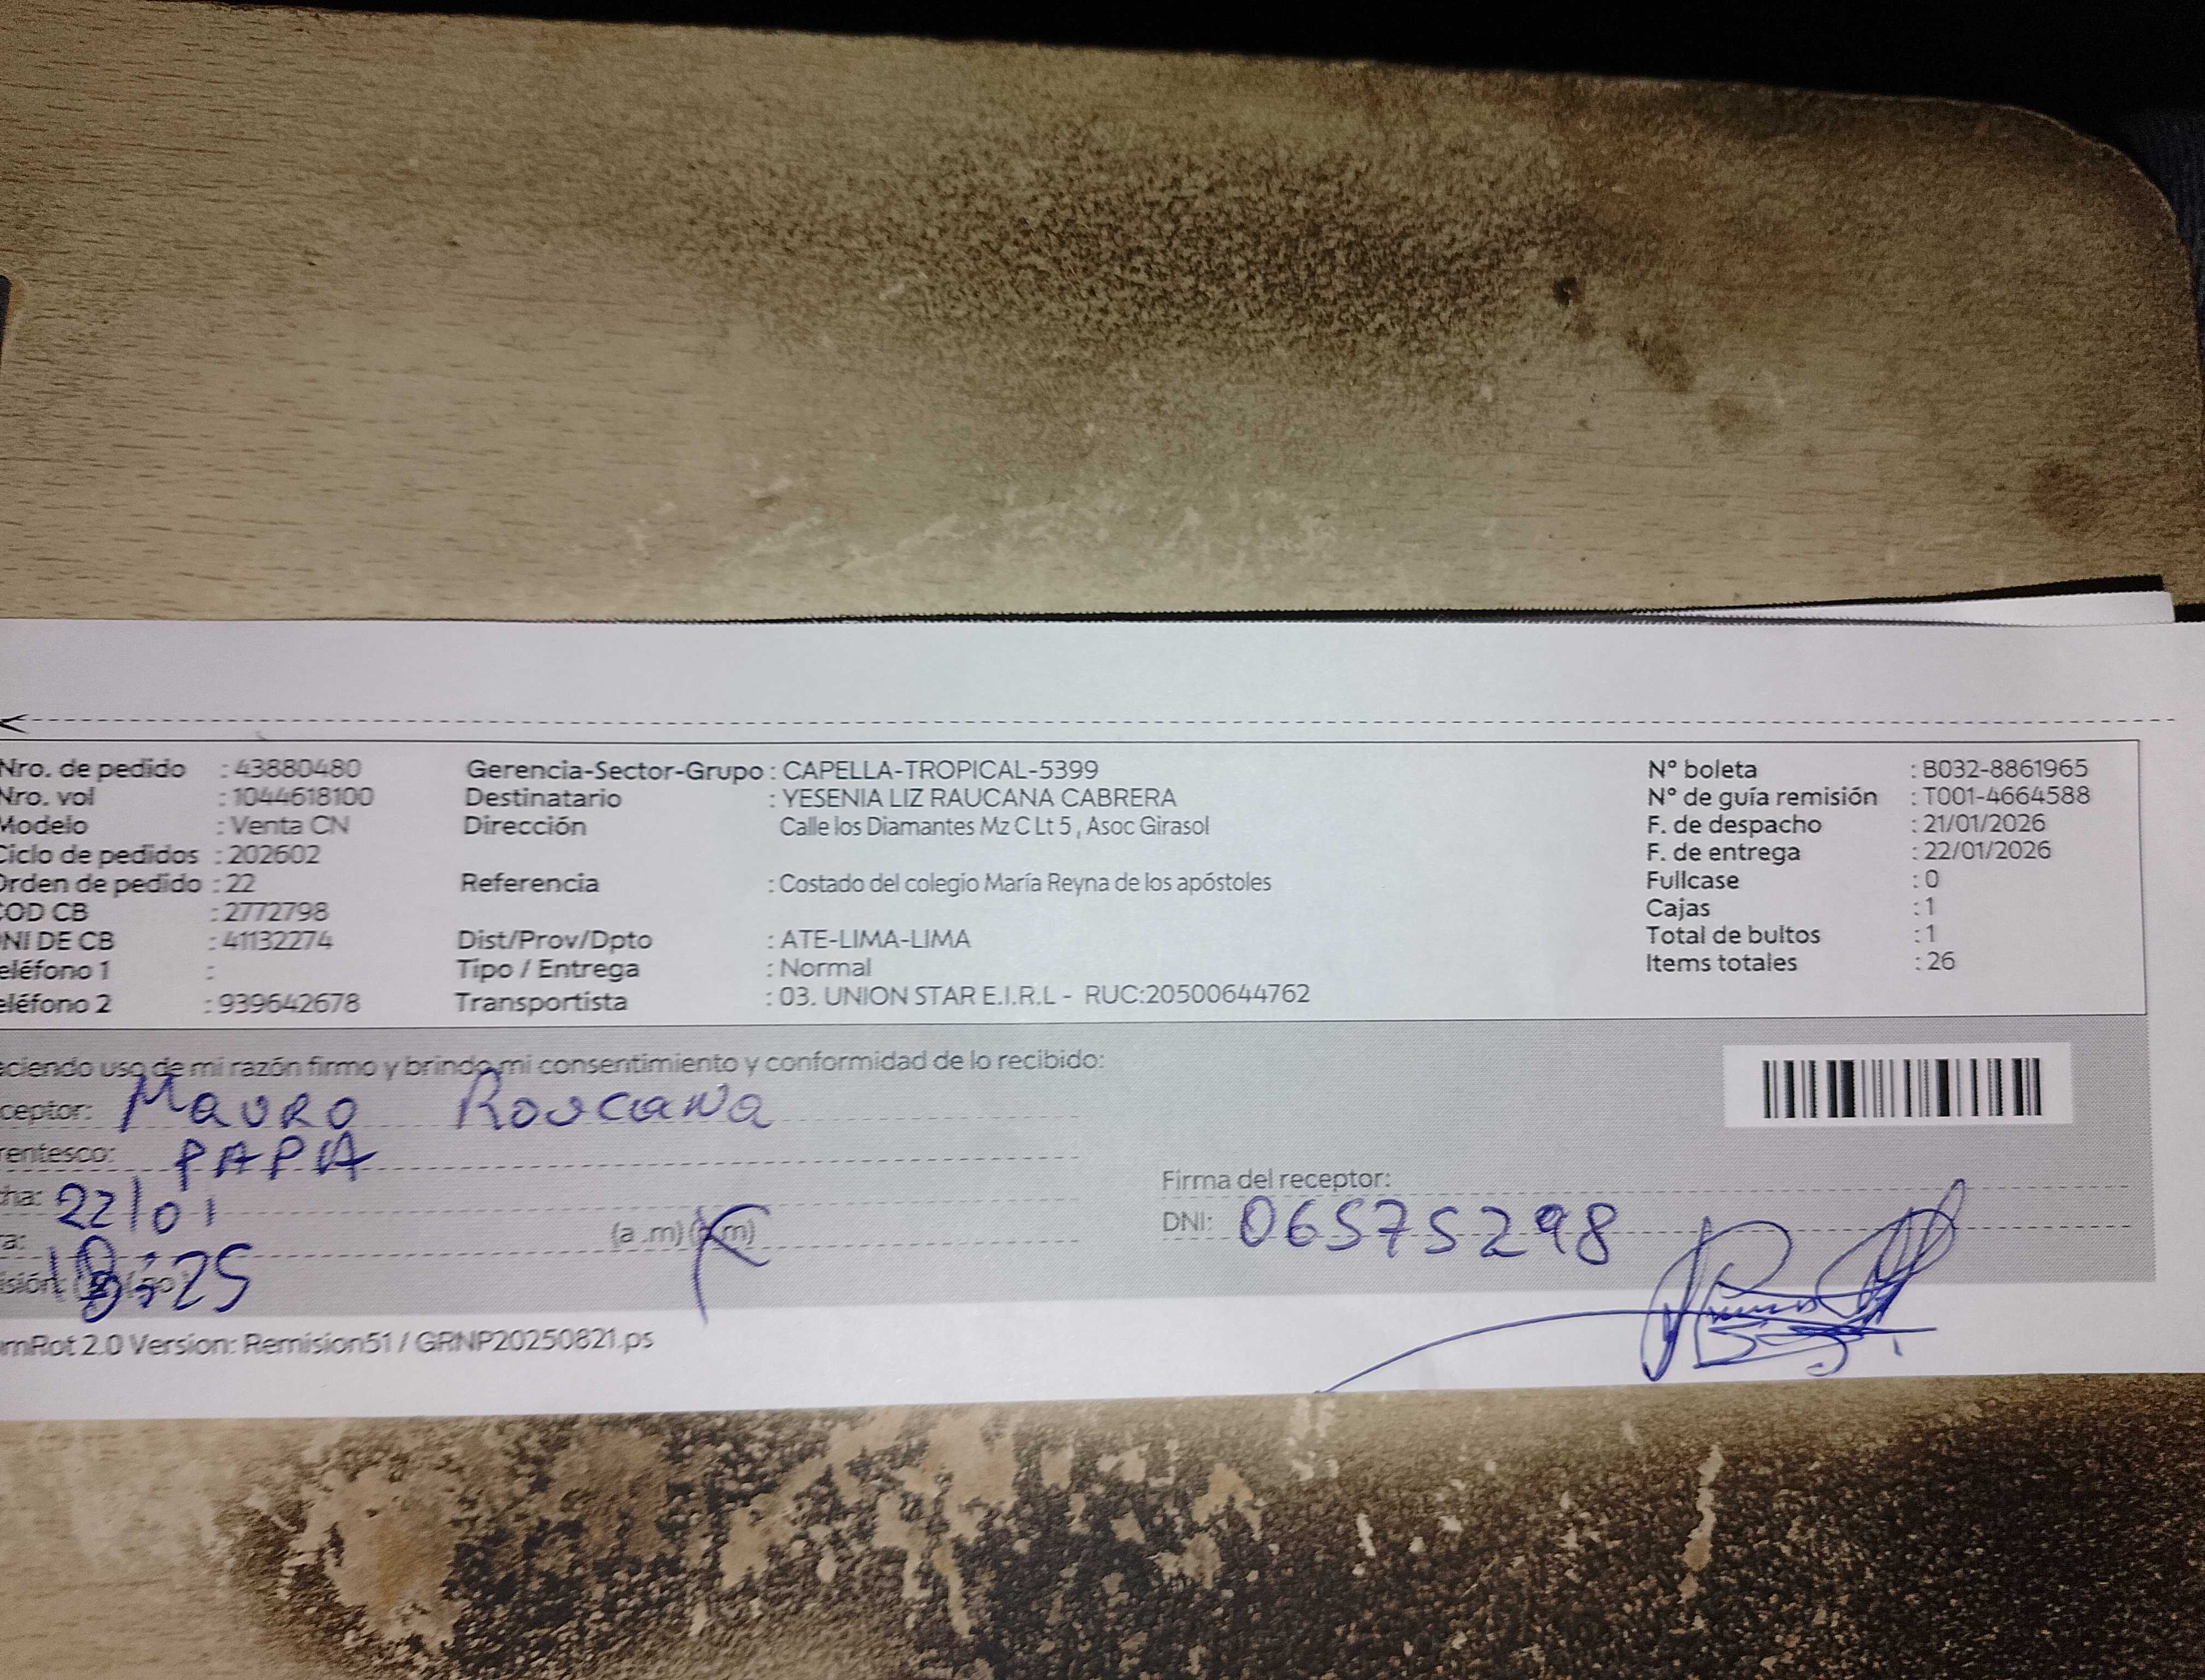 Nro. de pedido : 43880480 Gerencia-Sector-Grupo : CAPELLA-TROPICAL-5399 N° boleta : B032-8861965
Nro. vol : 1044618100 Destinatario : YESENIA LIZ RAUCANA CABRERA N° de guía remisión : T001-4664588
Modelo : Venta CN Dirección Calle los Diamantes Mz C Lt 5 , Asoc Girasol F. de despacho : 21/01/2026
Ciclo de pedidos : 202602 F. de entrega : 22/01/2026
Orden de pedido : 22 Referencia : Costado del colegio María Reyna de los apóstoles Fullcase : 0
COD CB : 2772798 Cajas : 1
NI DE CB : 41132274 Dist/Prov/Dpto : ATE-LIMA-LIMA Total de bultos : 1
eléfono 1 : Tipo / Entrega : Normal Items totales : 26
eléfono 2 : 939642678 Transportista : 03. UNION STAR E.I.R.L - RUC:20500644762
aciendo uso de mi razón firmo y brindo mi consentimiento y conformidad de lo recibido:
ceptor: Mauro Raucana
rentesco: PAPA
Firma del receptor:
cha: 22/01
DNI: 06575298
ra: (a .m) (p.m)
isión: 18:25
rmRot 2.0 Version: Remision51 / GRNP20250821.ps